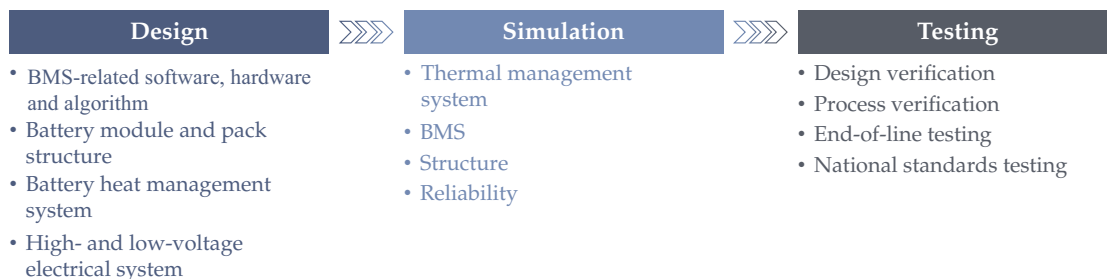 Design
• BMS-related software, hardware
and algorithm
• Battery module and pack
structure
• Battery heat management
system
• High- and low-voltage
electrical system
Simulation
• Thermal management
system
• BMS
• Structure
• Reliability
Testing
• Design verification
• Process verification
• End-of-line testing
• National standards testing